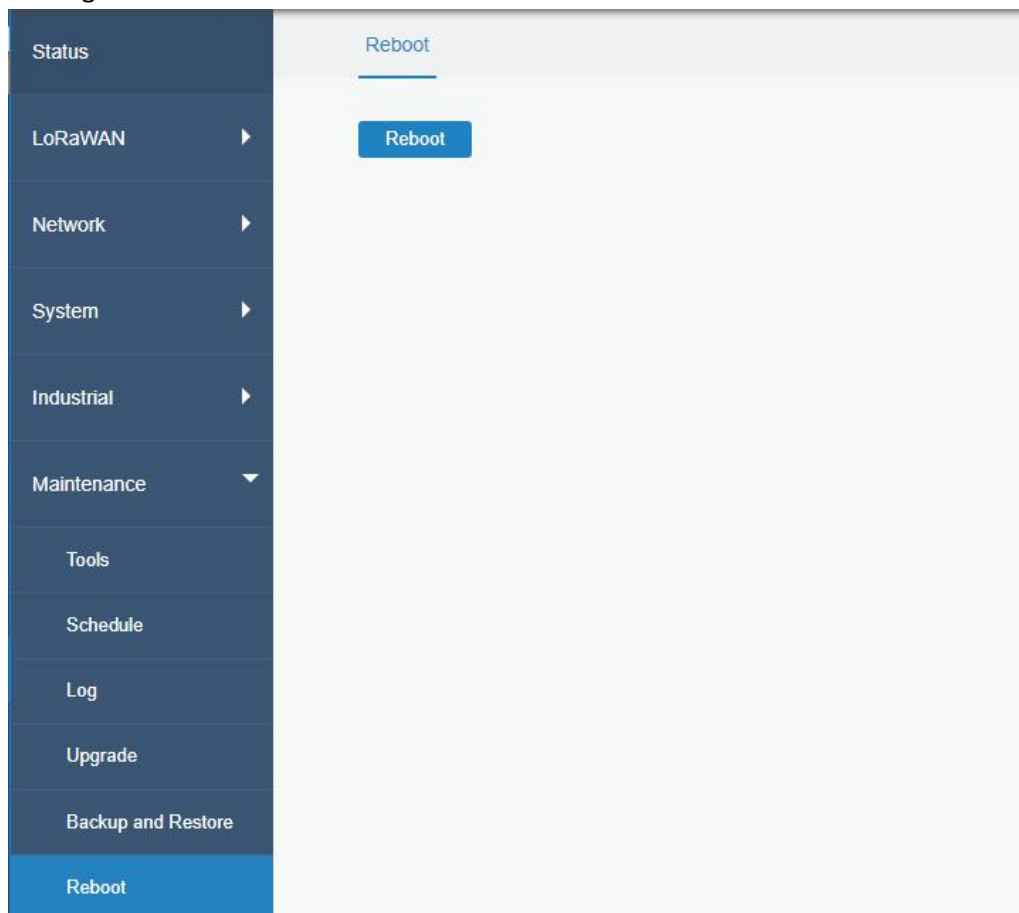 Status
LoRaWAN
Network
System
Industrial
Maintenance
Tools
Schedule
Log
Upgrade
Backup and Restore
Reboot
Reboot
Reboot